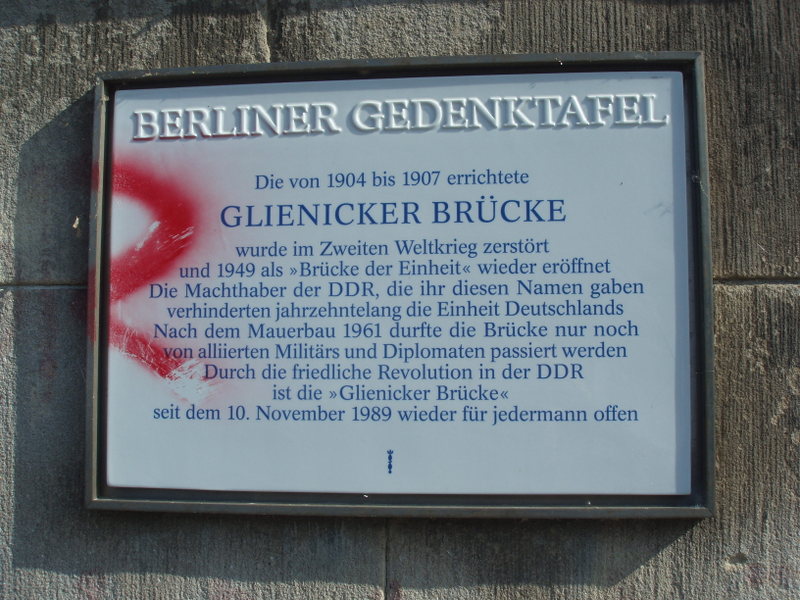 BERLINER GEDENKTAFEL
Die von 1904 bis 1907 errichtete
GLIENICKER BRÜCKE
wurde im Zweiten Weltkrieg zerstört
und 1949 als »Brücke der Einheit« wieder eröffnet
Die Machthaber der DDR, die ihr diesen Namen gaben
verhinderten jahrzehntelang die Einheit Deutschlands
Nach dem Mauerbau 1961 durfte die Brücke nur noch
von alliierten Militärs und Diplomaten passiert werden
Durch die friedliche Revolution in der DDR
ist die »Glienicker Brücke«
seit dem 10. November 1989 wieder für jedermann offen